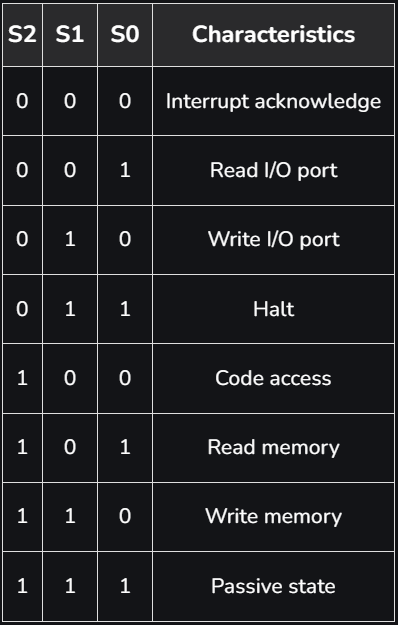 S2 S1 S0 Characteristics
0 0 0 Interrupt acknowledge
0 0 1 Read I/O port
0 1 0 Write I/O port
0 1 1 Halt
1 0 0 Code access
1 0 1 Read memory
1 1 0 Write memory
1 1 1 Passive state